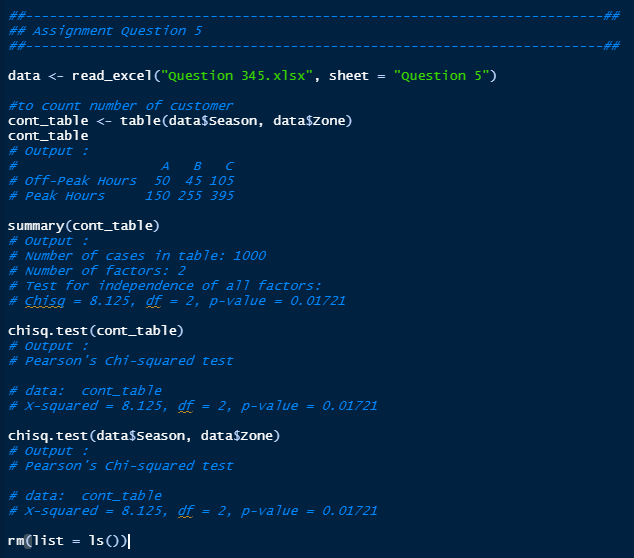 ##------------------------------------------------------------------------##
## Assignment Question 5
##------------------------------------------------------------------------##
data <- read_excel("Question 345.xlsx", sheet = "Question 5")
#to count number of customer
cont_table <- table(data$Season, data$Zone)
cont_table
# Output :
#                  A   B   C
# Off-Peak Hours  50  45 105
# Peak Hours     150 255 395
summary(cont_table)
# Output :
# Number of cases in table: 1000
# Number of factors: 2
# Test for independence of all factors:
# Chisq = 8.125, df = 2, p-value = 0.01721
chisq.test(cont_table)
# Output :
# Pearson's Chi-squared test
# data:  cont_table
# X-squared = 8.125, df = 2, p-value = 0.01721
chisq.test(data$Season, data$Zone)
# Output :
# Pearson's Chi-squared test
# data:  cont_table
# X-squared = 8.125, df = 2, p-value = 0.01721
rm(list = ls())